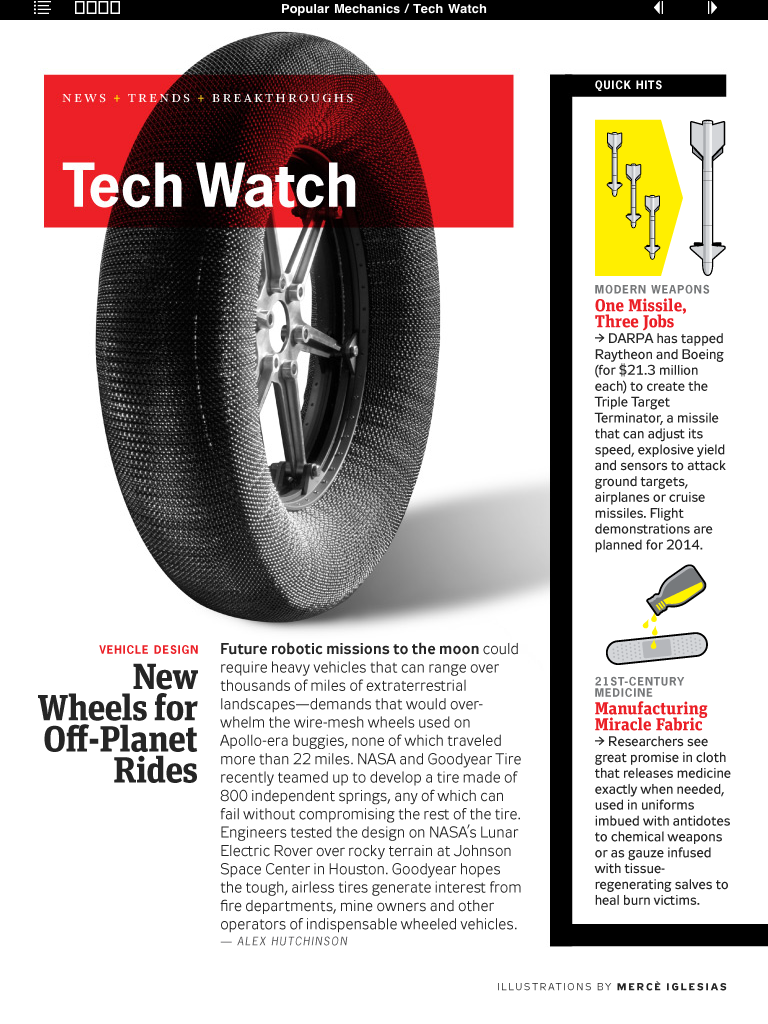 Popular Mechanics / Tech Watch
NEWS + TRENDS + BREAKTHROUGHS
Tech Watch
VEHICLE DESIGN
New
Wheels for
Off-Planet
Rides
Future robotic missions to the moon could
require heavy vehicles that can range over
thousands of miles of extraterrestrial
landscapes—demands that would over-
whelm the wire-mesh wheels used on
Apollo-era buggies, none of which traveled
more than 22 miles. NASA and Goodyear Tire
recently teamed up to develop a tire made of
800 independent springs, any of which can
fail without compromising the rest of the tire.
Engineers tested the design on NASA's Lunar
Electric Rover over rocky terrain at Johnson
Space Center in Houston. Goodyear hopes
the tough, airless tires generate interest from
fire departments, mine owners and other
operators of indispensable wheeled vehicles.
— ALEX HUTCHINSON
QUICK HITS
MODERN WEAPONS
One Missile,
Three Jobs
→ DARPA has tapped
Raytheon and Boeing
(for $21.3 million
each) to create the
Triple Target
Terminator, a missile
that can adjust its
speed, explosive yield
and sensors to attack
ground targets,
airplanes or cruise
missiles. Flight
demonstrations are
planned for 2014.
21ST-CENTURY
MEDICINE
Manufacturing
Miracle Fabric
→ Researchers see
great promise in cloth
that releases medicine
exactly when needed,
used in uniforms
imbued with antidotes
to chemical weapons
or as gauze infused
with tissue-
regenerating salves to
heal burn victims.
ILLUSTRATIONS BY MERCÈ IGLESIAS